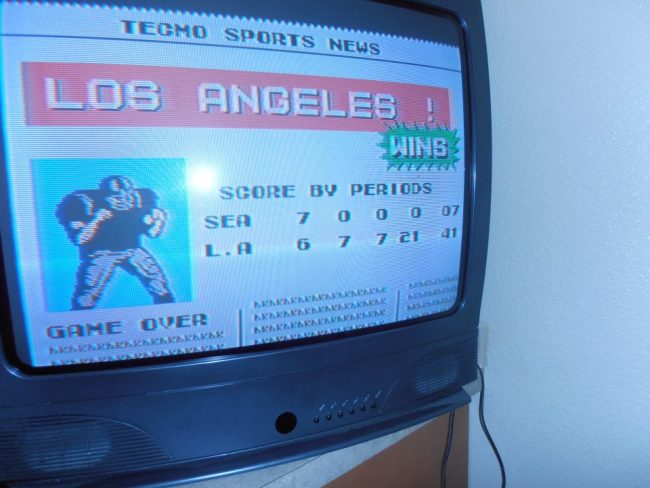 TECMO SPORTS NEWS
LOS ANGELES !
WINS
SCORE BY PERIODS
SEA 7 0 0 0 07
L.A 6 7 7 21 41
GAME OVER